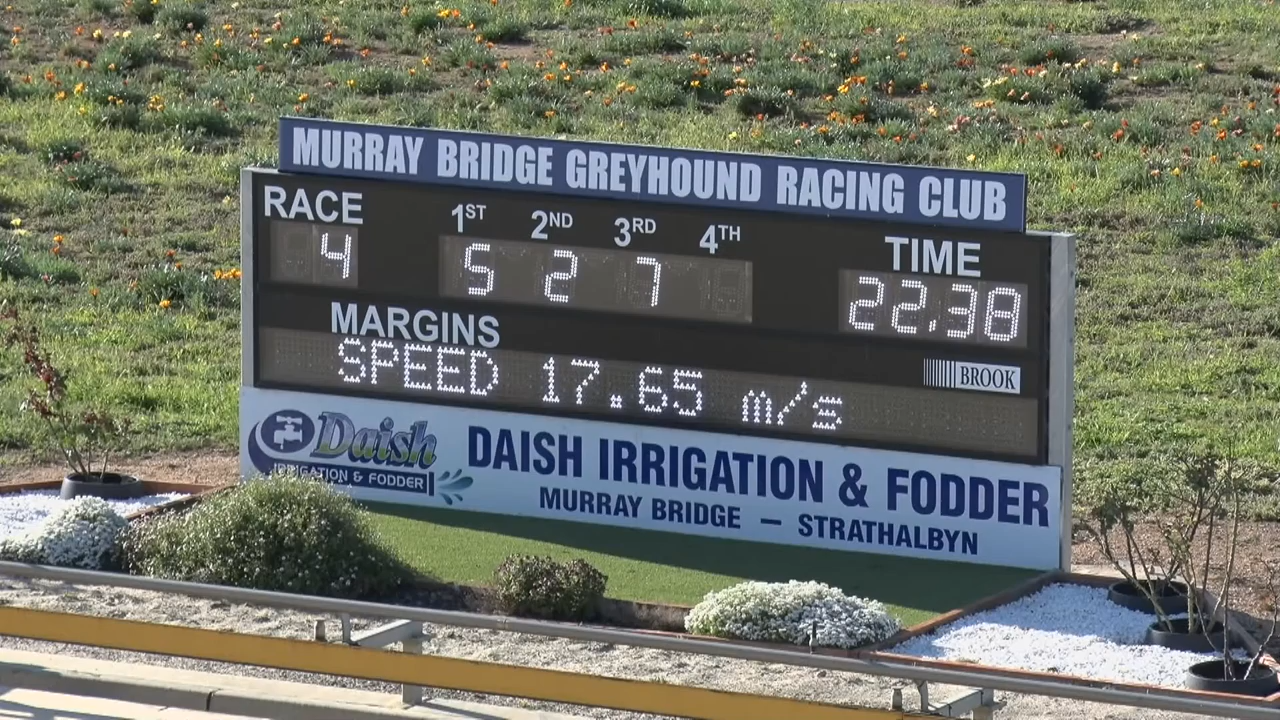 MURRAY BRIDGE GREYHOUND RACING CLUB
RACE 1ST 2ND 3RD 4TH TIME
4 5 2 7 22.38
MARGINS
SPEED 17.65 m/s
BROOK
Daish
IRRIGATION & FODDER
DAISH IRRIGATION & FODDER
MURRAY BRIDGE – STRATHALBYN